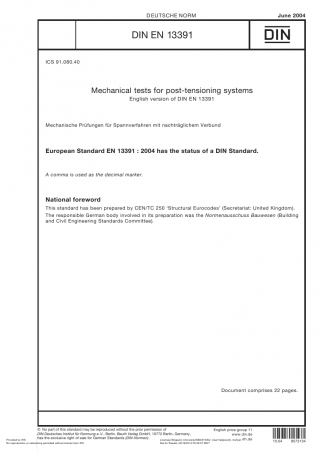 DEUTSCHE NORM
June 2004
DIN EN 13391
DIN
ICS 91.080.40
Mechanical tests for post-tensioning systems
English version of DIN EN 13391
Mechanische Prüfungen für Spannverfahren mit nachträglichem Verbund
European Standard EN 13391 : 2004 has the status of a DIN Standard.
A comma is used as the decimal marker.
National foreword
This standard has been prepared by CEN/TC 250 ‘Structural Eurocodes’ (Secretariat: United Kingdom).
The responsible German body involved in its preparation was the Normenausschuss Bauwesen (Building
and Civil Engineering Standards Committee).
Document comprises 22 pages.
© No part of this standard may be reproduced without the prior permission of
DIN Deutsches Institut für Normung e.V., Berlin. Beuth Verlag GmbH, 10772 Berlin, Germany,
has the exclusive right of sale for German Standards (DIN-Normen).
English price group 11
www.din.de